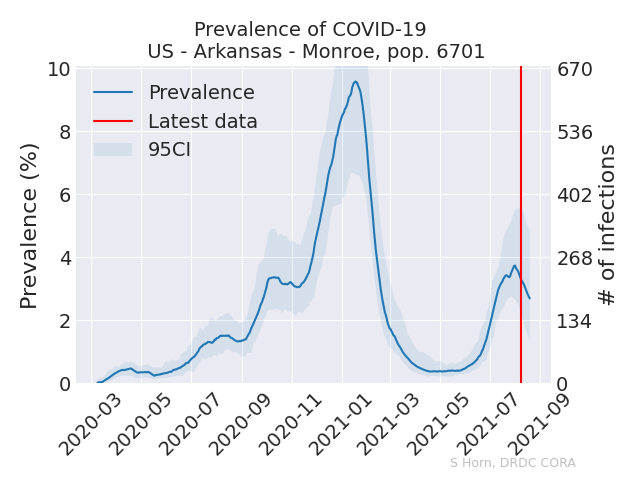 Prevalence of COVID-19
US - Arkansas - Monroe, pop. 6701
Prevalence (%)
10
8
6
4
2
0
Prevalence
Latest data
95CI
670
536
402
268
134
0
# of infections
2020-03
2020-05
2020-07
2020-09
2020-11
2021-01
2021-03
2021-05
2021-07
2021-09
S Horn, DRDC CORA